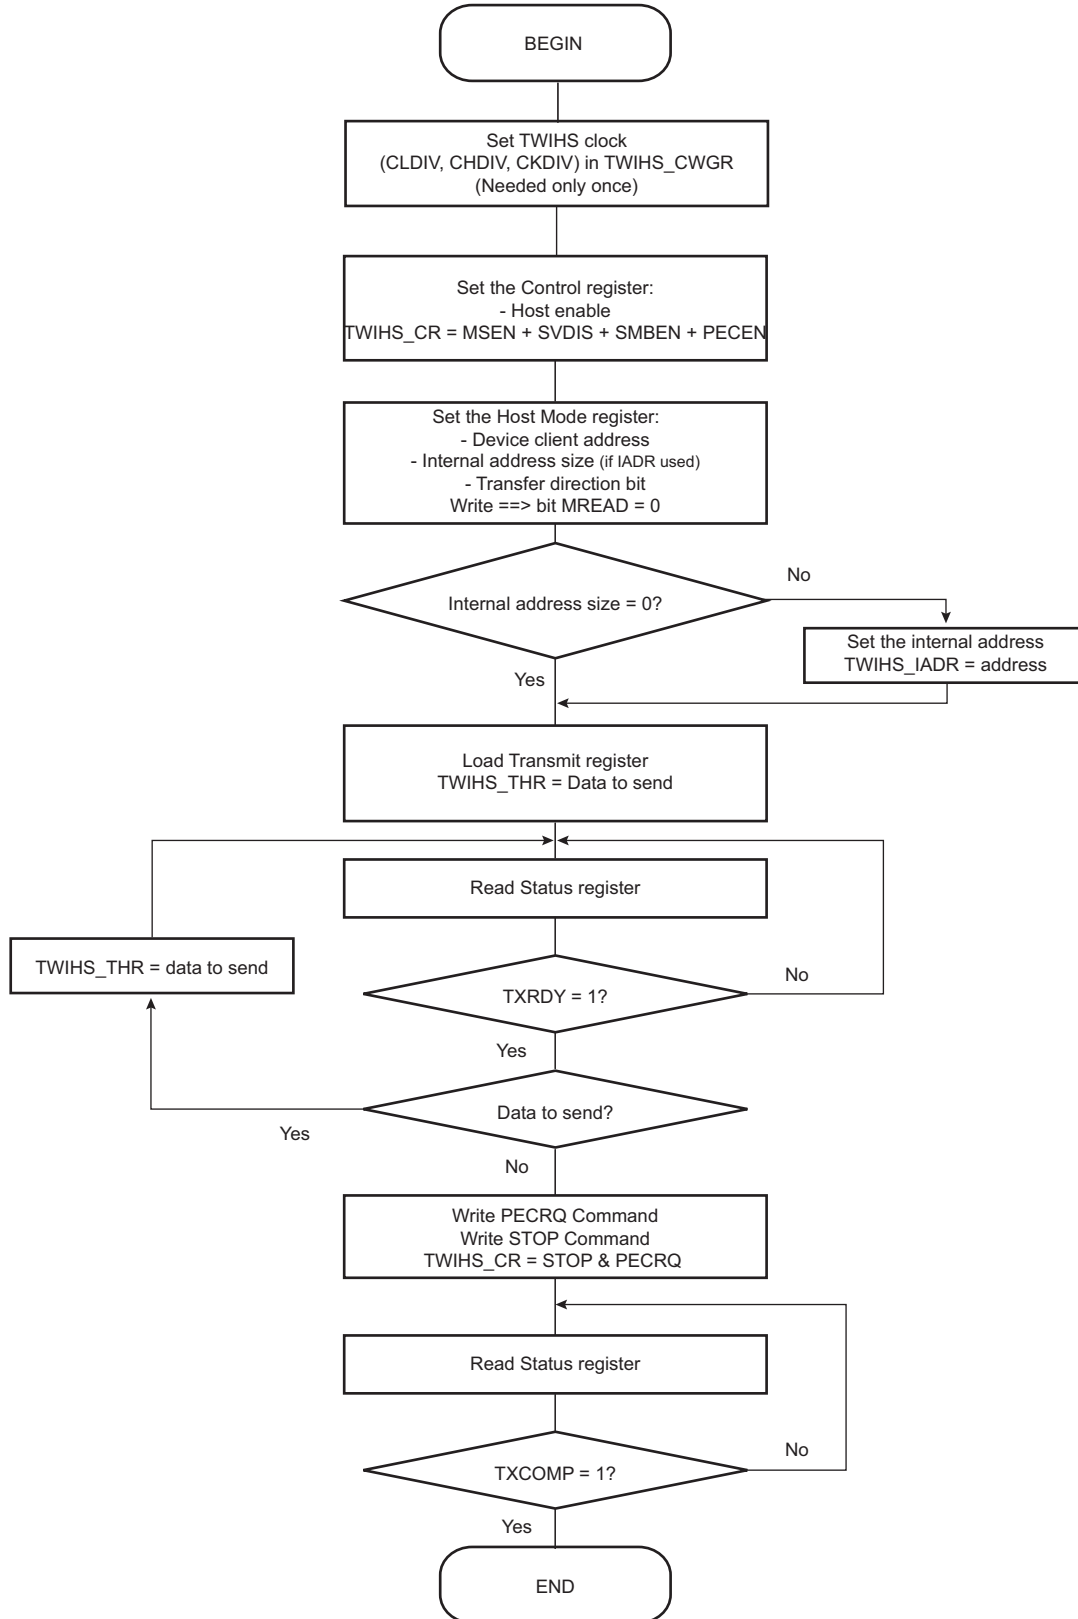 BEGIN
Set TWIHS clock
(CLDIV, CHDIV, CKDIV) in TWIHS_CWGR
(Needed only once)
Set the Control register:
- Host enable
TWIHS_CR = MSEN + SVDIS + SMBEN + PECEN
Set the Host Mode register:
- Device client address
- Internal address size (if IADR used)
- Transfer direction bit
Write ==> bit MREAD = 0
No
Internal address size = 0?
Set the internal address
TWIHS_IADR = address
Yes
Load Transmit register
TWIHS_THR = Data to send
Read Status register
TWIHS_THR = data to send
No
TXRDY = 1?
Yes
Data to send?
Yes
No
Write PECRQ Command
Write STOP Command
TWIHS_CR = STOP & PECRQ
Read Status register
No
TXCOMP = 1?
Yes
END